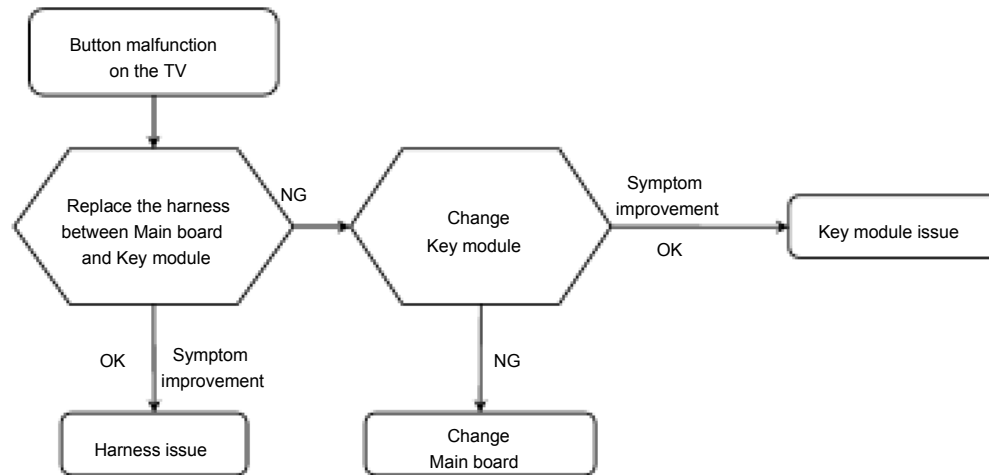 Button malfunction
on the TV
Replace the harness
between Main board
and Key module
NG
Change
Key module
Symptom
improvement
OK
Key module issue
OK
Symptom
improvement
NG
Harness issue
Change
Main board